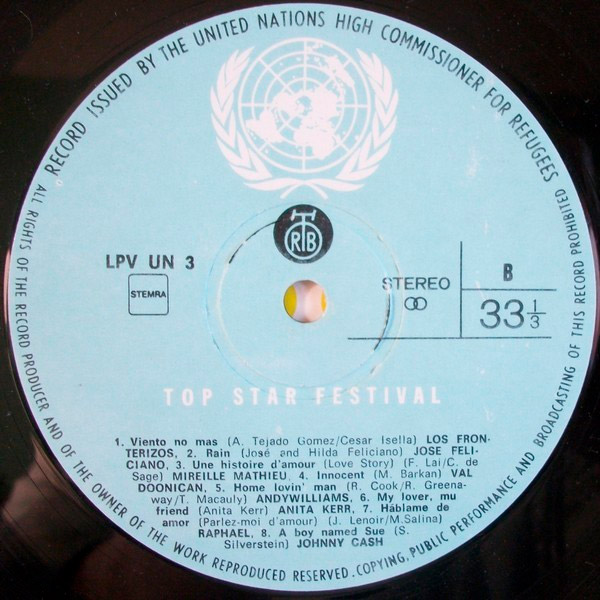 RECORD ISSUED BY THE UNITED NATIONS HIGH COMMISSIONER FOR REFUGEES
RTB
LPV UN 3
STEMRA
STEREO
B
33 1/3
TOP STAR FESTIVAL
1. Viento no mas (A. Tejado Gomez/Cesar Isella) LOS FRON-
TERIZOS, 2. Rain (José and Hilda Feliciano) JOSE FELI-
CIANO, 3. Une histoire d'amour (Love Story) (F. Lai/C. de
Sage) MIREILLE MATHIEU, 4. Innocent (M. Barkan) VAL
DOONICAN, 5. Home lovin' man (R. Cook/R. Greena-
way/T. Macauly) ANDYWILLIAMS, 6. My lover, mu
friend (Anita Kerr) ANITA KERR, 7. Háblame de
amor (Parlez-moi d'amour) (J. Lenoir/M.Salina)
RAPHAEL, 8. A boy named Sue (S.
Silverstein) JOHNNY CASH
ALL RIGHTS OF THE RECORD PRODUCER AND OF THE OWNER OF THE WORK REPRODUCED RESERVED. COPYING, PUBLIC PERFORMANCE AND BROADCASTING OF THIS RECORD PROHIBITED